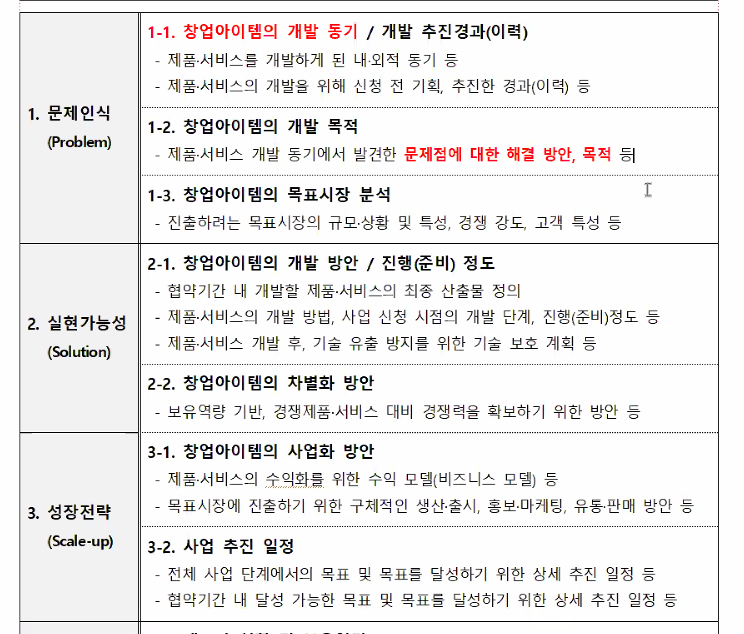 1. 문제인식
(Problem)
1-1. 창업아이템의 개발 동기 / 개발 추진경과(이력)
- 제품·서비스를 개발하게 된 내·외적 동기 등
- 제품·서비스의 개발을 위해 신청 전 기획, 추진한 경과(이력) 등
1-2. 창업아이템의 개발 목적
- 제품·서비스 개발 동기에서 발견한 문제점에 대한 해결 방안, 목적 등
1-3. 창업아이템의 목표시장 분석
- 진출하려는 목표시장의 규모·상황 및 특성, 경쟁 강도, 고객 특성 등
2. 실현가능성
(Solution)
2-1. 창업아이템의 개발 방안 / 진행(준비) 정도
- 협약기간 내 개발할 제품·서비스의 최종 산출물 정의
- 제품·서비스의 개발 방법, 사업 신청 시점의 개발 단계, 진행(준비)정도 등
- 제품·서비스 개발 후, 기술 유출 방지를 위한 기술 보호 계획 등
2-2. 창업아이템의 차별화 방안
- 보유역량 기반, 경쟁제품·서비스 대비 경쟁력을 확보하기 위한 방안 등
3. 성장전략
(Scale-up)
3-1. 창업아이템의 사업화 방안
- 제품·서비스의 수익화를 위한 수익 모델(비즈니스 모델) 등
- 목표시장에 진출하기 위한 구체적인 생산·출시, 홍보·마케팅, 유통·판매 방안 등
3-2. 사업 추진 일정
- 전체 사업 단계에서의 목표 및 목표를 달성하기 위한 상세 추진 일정 등
- 협약기간 내 달성 가능한 목표 및 목표를 달성하기 위한 상세 추진 일정 등